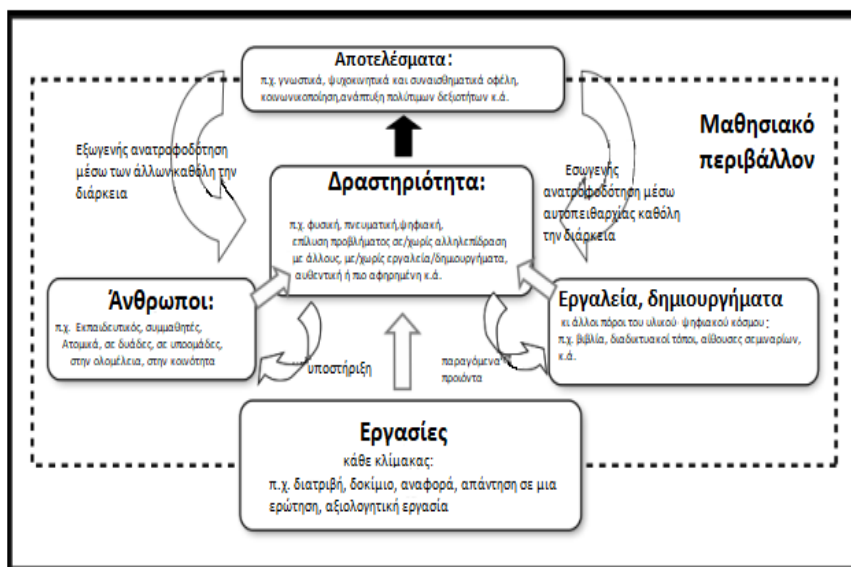 Αποτελέσματα:
π.χ. γνωστικά, ψυχοκινητικά και συναισθηματικά οφέλη,
κοινωνικοποίηση,ανάπτυξη πολύτιμων δεξιοτήτων κ.ά.
Μαθησιακό
περιβάλλον
Εξωγενής ανατροφοδότηση
μέσω των άλλων καθόλη την
διάρκεια
Δραστηριότητα:
π.χ. φυσική, πνευματική,ψηφιακή,
επίλυση προβλήματος σε/χωρίς αλληλεπίδραση
με άλλους, με/χωρίς εργαλεία/δημιουργήματα,
αυθεντική ή πιο αφηρημένη κ.ά.
Εσωγενής
ανατροφοδότηση μέσω
αυτοπειθαρχίας καθόλη
την διάρκεια
Άνθρωποι:
π.χ. Εκπαιδευτικός, συμμαθητές,
Ατομικά, σε δυάδες, σε υποομάδες,
στην ολομέλεια, στην κοινότητα
Εργαλεία, δημιουργήματα
κι άλλοι πόροι του υλικού- ψηφιακού κόσμου:
π.χ. βιβλία, διαδικτυακοί τόποι, αίθουσες σεμιναρίων,
κ.ά.
υποστήριξη
παραγόμενα
προιόντα
Εργασίες
κάθε κλίμακας:
π.χ. διατριβή, δοκίμιο, αναφορά, απάντηση σε μια
ερώτηση, αξιολογητική εργασία